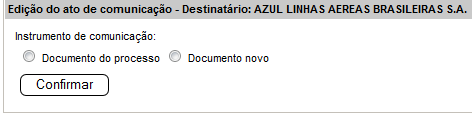 Edição do ato de comunicação - Destinatário: AZUL LINHAS AEREAS BRASILEIRAS S.A.
Instrumento de comunicação:
Documento do processo Documento novo
Confirmar